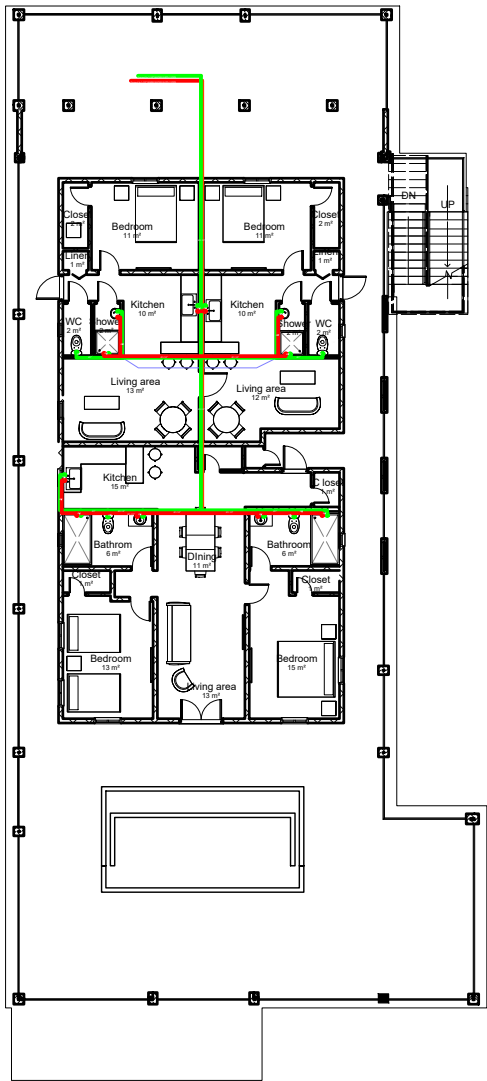 DN
UP
Closet
2 m²
Bedroom
11 m²
Bedroom
11 m²
Closet
2 m²
Linen
1 m²
Linen
1 m²
WC
2 m²
Shower
Kitchen
10 m²
Kitchen
10 m²
Shower
WC
2 m²
Living area
13 m²
Living area
12 m²
Kitchen
15 m²
Closet
Bathrom
6 m²
Dining
11 m²
Bathroom
6 m²
Closet
m²
Closet
m²
Bedroom
13 m²
Living area
13 m²
Bedroom
15 m²